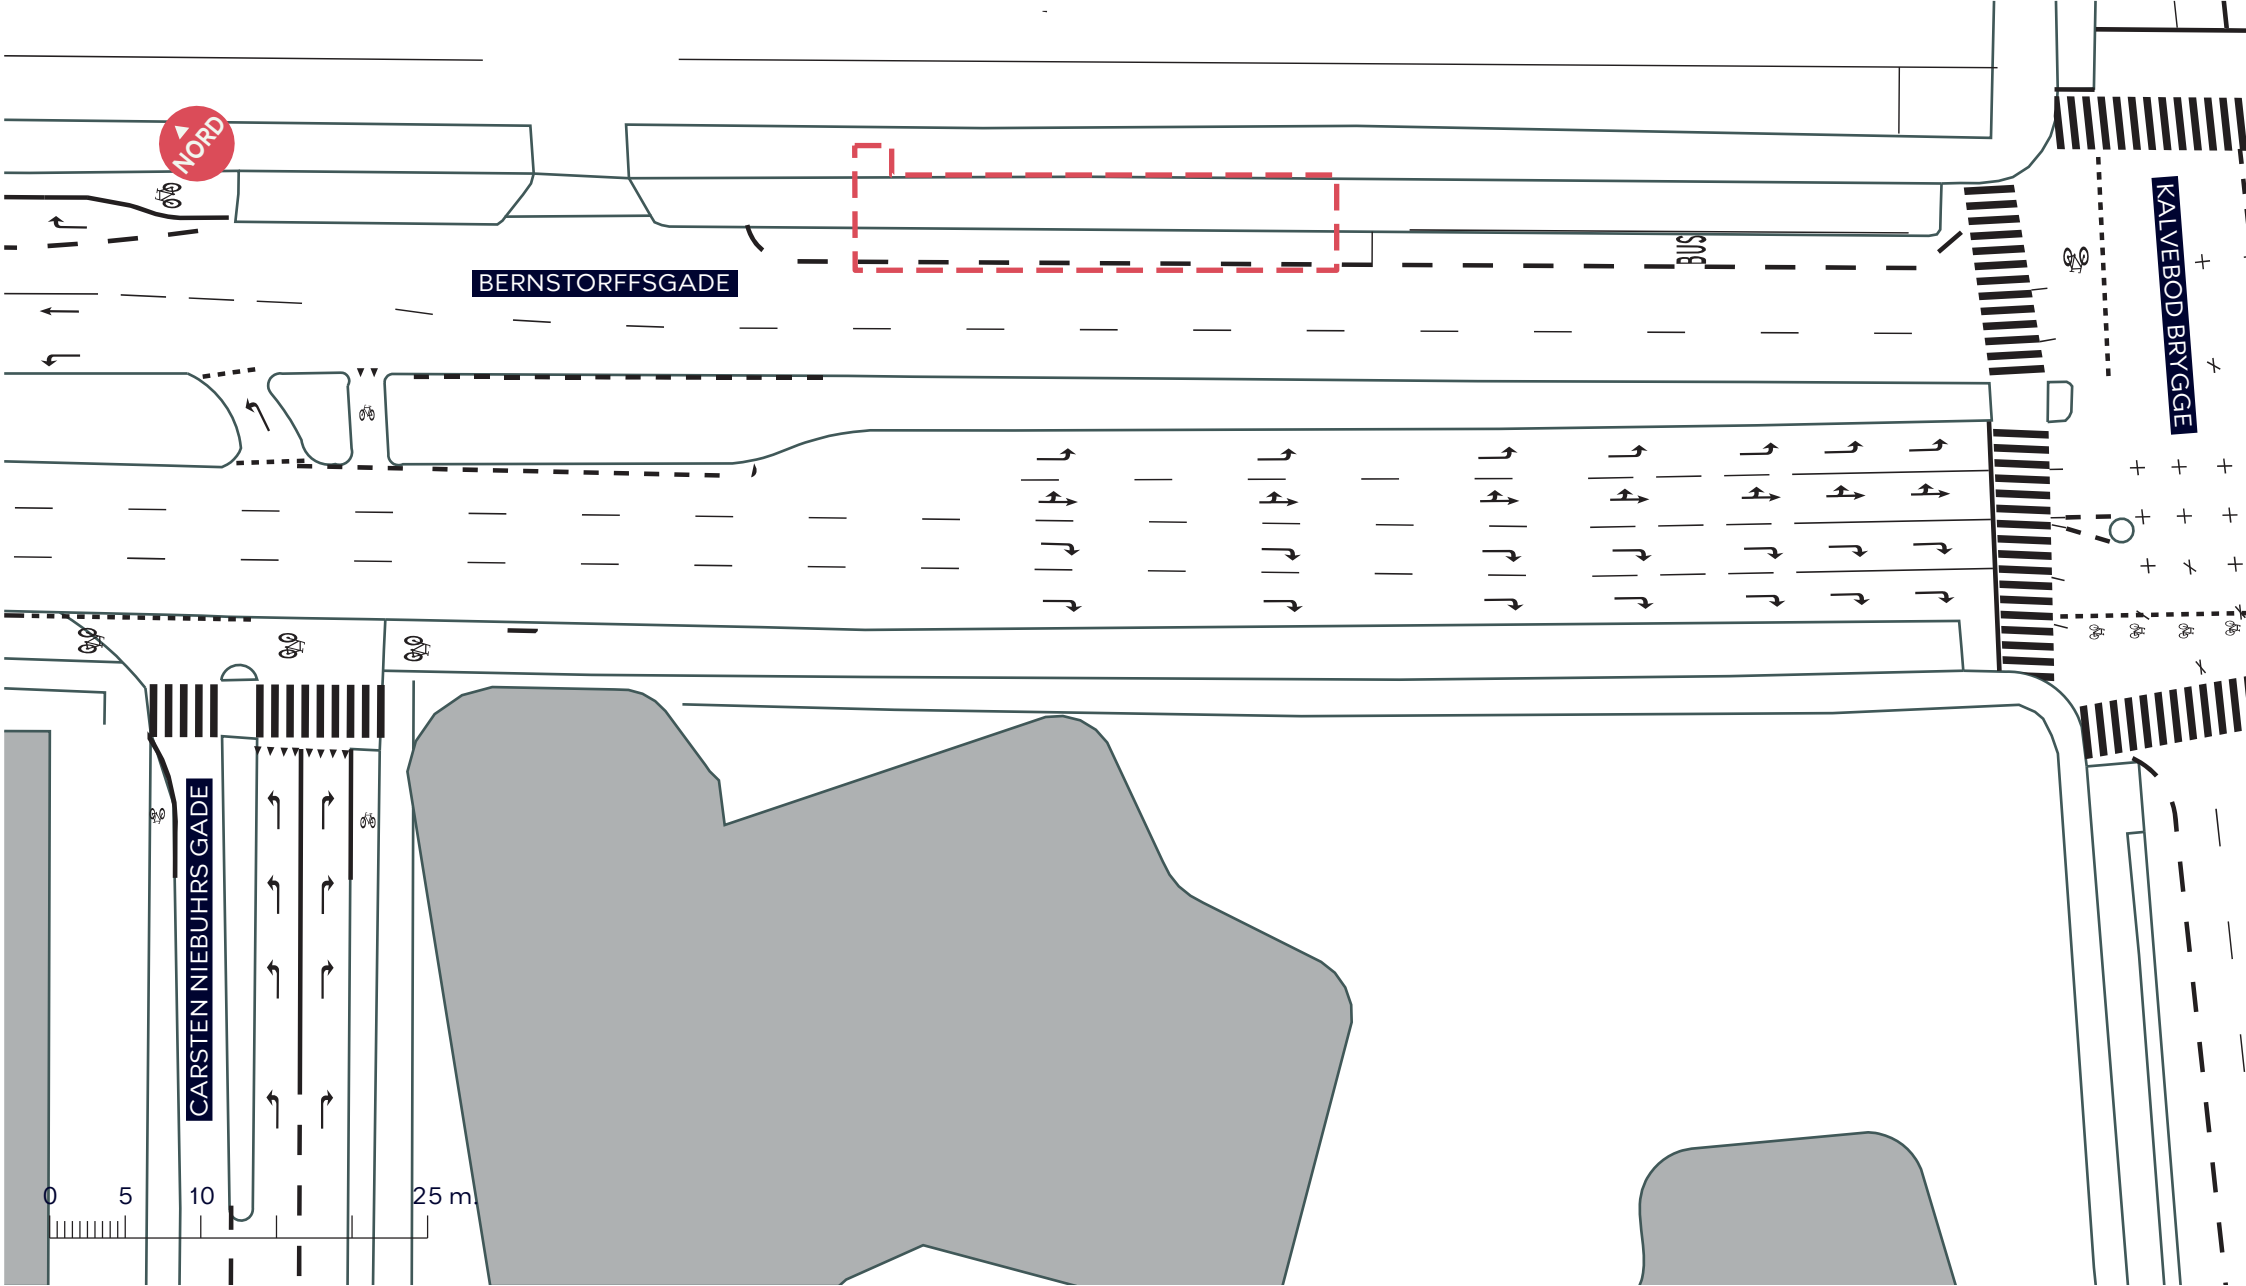 NORD
BERNSTORFFSGADE
BUS
KALVEBOD BRYGGE
CARSTEN NIEBUHRS GADE
0 5 10 25 m.